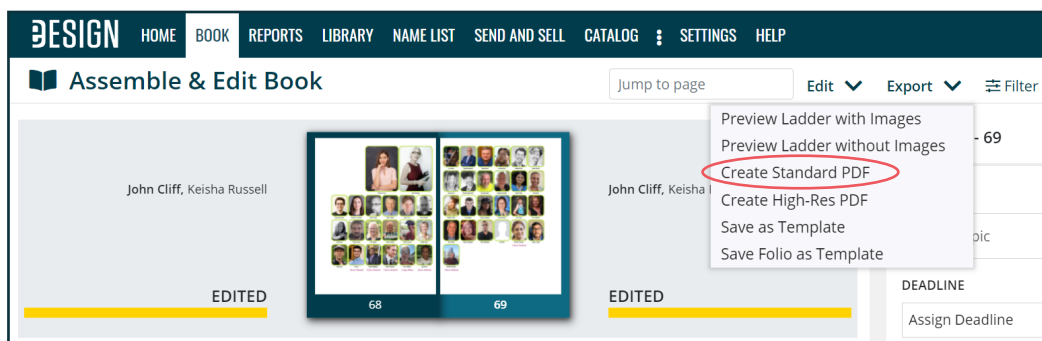 DESIGN HOME BOOK REPORTS LIBRARY NAME LIST SEND AND SELL CATALOG SETTINGS HELP
Assemble & Edit Book
Jump to page
Edit
Export
Filter
Preview Ladder with Images
Preview Ladder without Images
Create Standard PDF
Create High-Res PDF
Save as Template
Save Folio as Template
- 69
pic
John Cliff, Keisha Russell
John Cliff, Keisha
EDITED
68
69
EDITED
DEADLINE
Assign Deadline